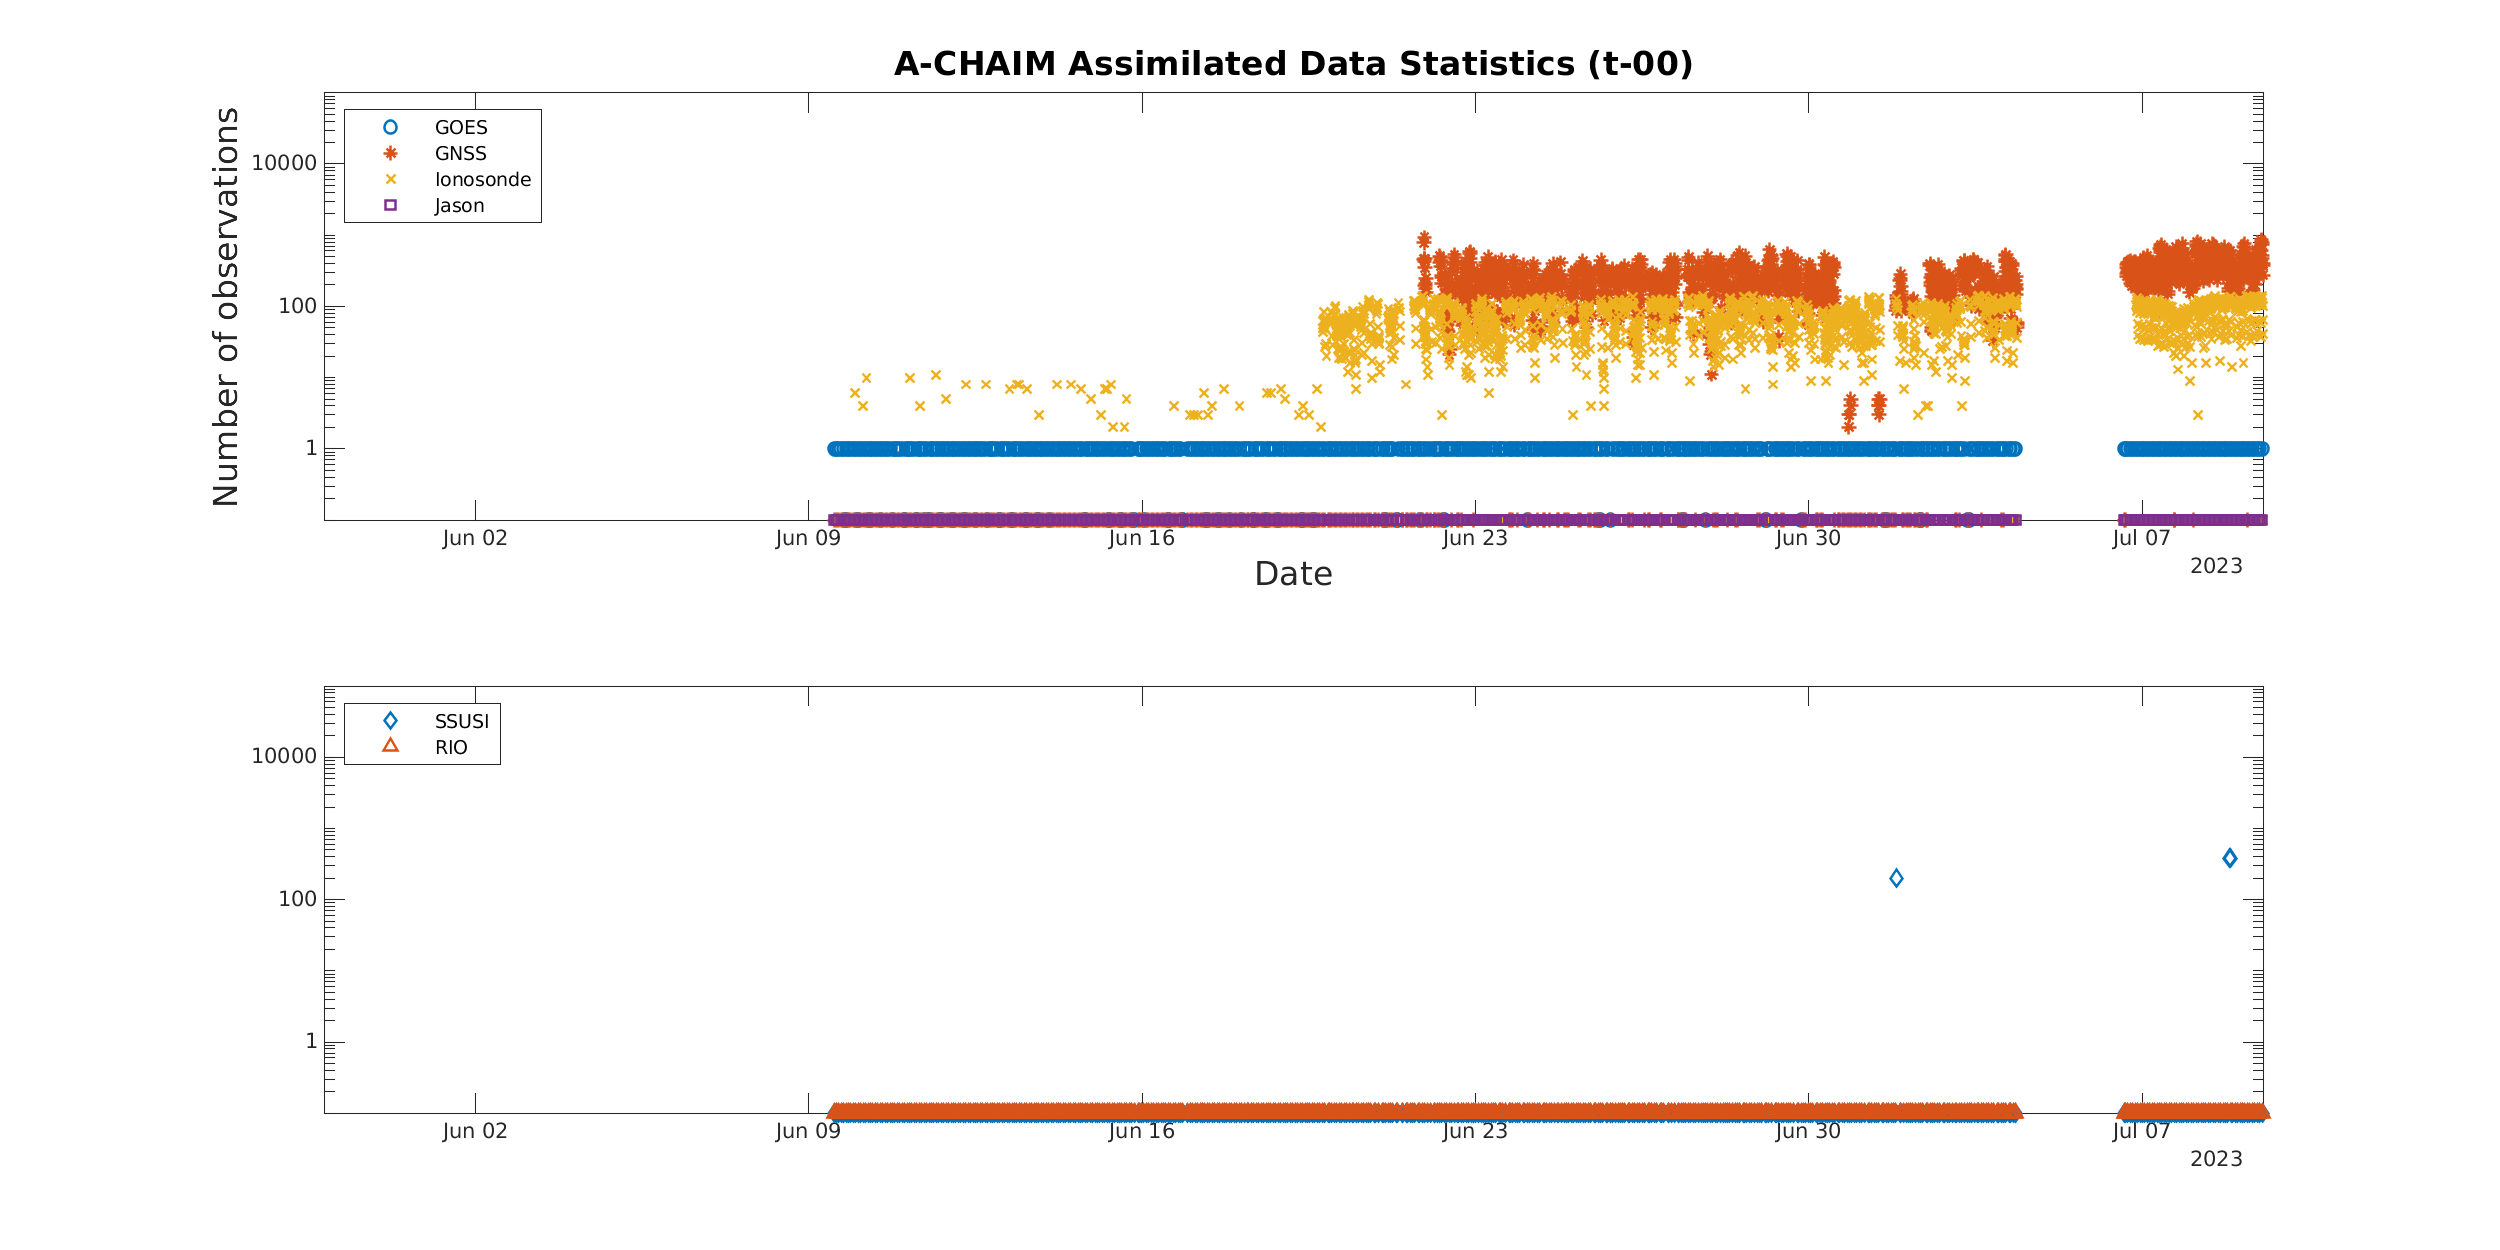 A-CHAIM Assimilated Data Statistics (t-00)
Number of observations
10000
100
1
GOES
GNSS
Ionosonde
Jason
Jun 02
Jun 09
Jun 16
Jun 23
Jun 30
Jul 07
2023
Date
10000
100
1
SSUSI
RIO
Jun 02
Jun 09
Jun 16
Jun 23
Jun 30
Jul 07
2023